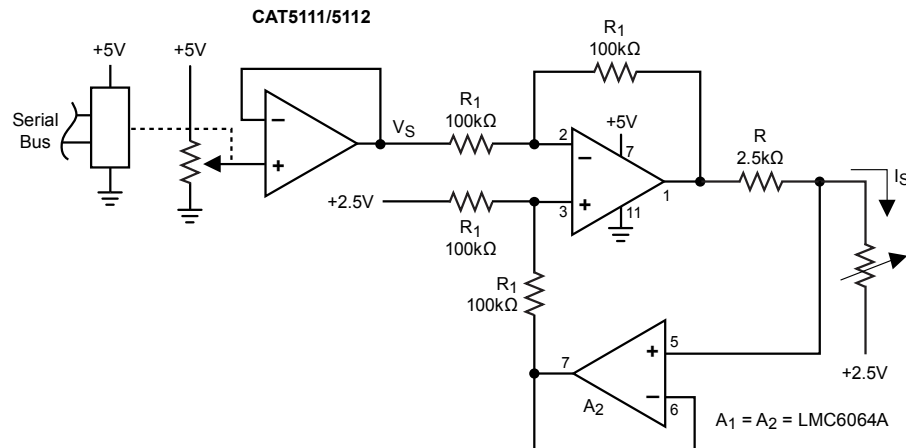 CAT5111/5112
+5V
+5V
Serial
Bus
VS
R1
100kΩ
R1
100kΩ
+5V
2
7
3
11
1
R
2.5kΩ
IS
+2.5V
R1
100kΩ
R1
100kΩ
+2.5V
5
7
6
A2
A1 = A2 = LMC6064A